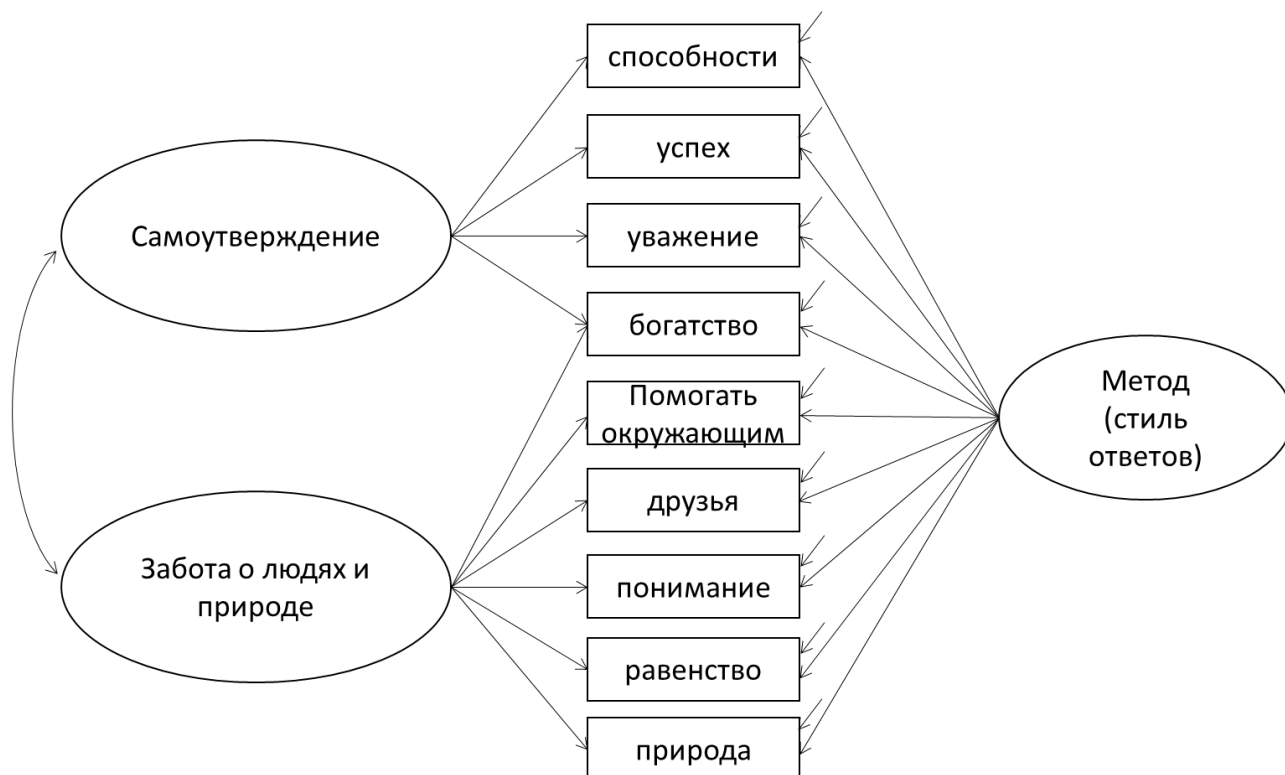 способности
успех
Самоутверждение
уважение
богатство
Помогать
окружающим
Метод
(стиль
ответов)
друзья
Забота о людях и
природе
понимание
равенство
природа